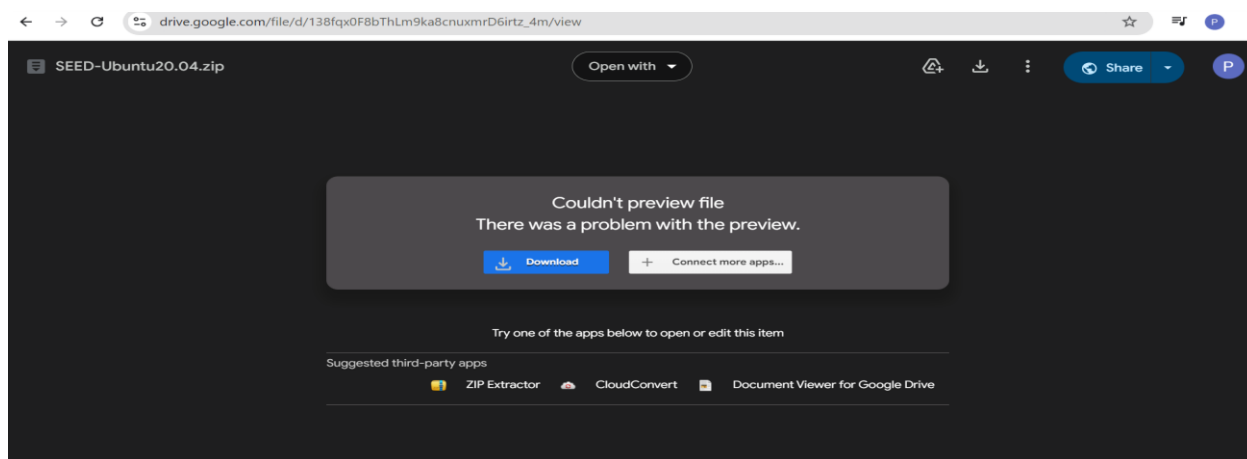 drive.google.com/file/d/138fqx0F8bThLm9ka8cnuxmrD6irtz_4m/view
P
SEED-Ubuntu20.04.zip
Open with
Share
P
Couldn't preview file
There was a problem with the preview.
Download
+ Connect more apps...
Try one of the apps below to open or edit this item
Suggested third-party apps
ZIP Extractor
CloudConvert
Document Viewer for Google Drive